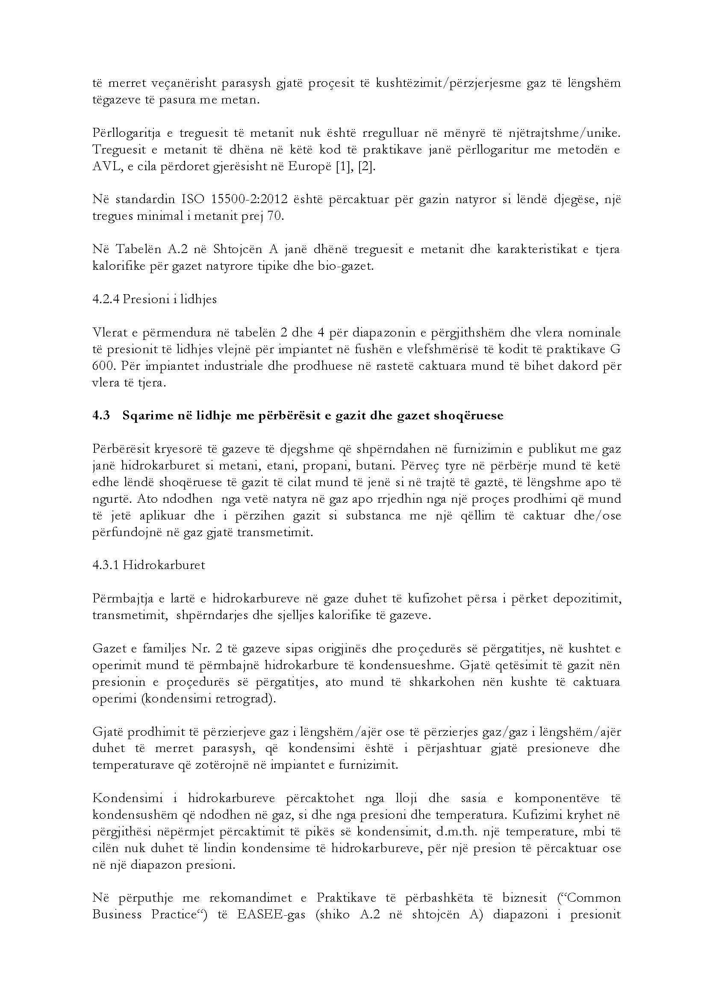 të merret veçanërisht parasysh gjatë proçesit të kushtëzimit/përzjerjesme gaz të lëngshëm
tëgazeve të pasura me metan.
Përllogaritja e treguesit të metanit nuk është rregulluar në mënyrë të njëtrajtshme/unike.
Treguesit e metanit të dhëna në këtë kod të praktikave janë përllogaritur me metodën e
AVL, e cila përdoret gjerësisht në Europë [1], [2].
Në standardin ISO 15500-2:2012 është përcaktuar për gazin natyror si lëndë djegëse, një
tregues minimal i metanit prej 70.
Në Tabelën A.2 në Shtojcën A janë dhënë treguesit e metanit dhe karakteristikat e tjera
kalorifike për gazet natyrore tipike dhe bio-gazet.
4.2.4 Presioni i lidhjes
Vlerat e përmendura në tabelën 2 dhe 4 për diapazonin e përgjithshëm dhe vlera nominale
të presionit të lidhjes vlejnë për impiantet në fushën e vlefshmërisë të kodit të praktikave G
600. Për impiantet industriale dhe prodhuese në rastetë caktuara mund të bihet dakord për
vlera të tjera.
4.3 Sqarime në lidhje me përbërësit e gazit dhe gazet shoqëruese
Përbërësit kryesorë të gazeve të djegshme që shpërndahen në furnizimin e publikut me gaz
janë hidrokarburet si metani, etani, propani, butani. Përveç tyre në përbërje mund të ketë
edhe lëndë shoqëruese të gazit të cilat mund të jenë si në trajtë të gaztë, të lëngshme apo të
ngurtë. Ato ndodhen nga vetë natyra në gaz apo rrjedhin nga një proçes prodhimi që mund
të jetë aplikuar dhe i përzihen gazit si substanca me një qëllim të caktuar dhe/ose
përfundojnë në gaz gjatë transmetimit.
4.3.1 Hidrokarburet
Përmbajtja e lartë e hidrokarbureve në gaze duhet të kufizohet përsa i përket depozitimit,
transmetimit, shpërndarjes dhe sjelljes kalorifike të gazeve.
Gazet e familjes Nr. 2 të gazeve sipas origjinës dhe proçedurës së përgatitjes, në kushtet e
operimit mund të përmbajnë hidrokarbure të kondensueshme. Gjatë qetësimit të gazit nën
presionin e proçedurës së përgatitjes, ato mund të shkarkohen nën kushte të caktuara
operimi (kondensimi retrograd).
Gjatë prodhimit të përzierjeve gaz i lëngshëm/ajër ose të përzierjes gaz/gaz i lëngshëm/ajër
duhet të merret parasysh, që kondensimi është i përjashtuar gjatë presioneve dhe
temperaturave që zotërojnë në impiantet e furnizimit.
Kondensimi i hidrokarbureve përcaktohet nga lloji dhe sasia e komponentëve të
kondensushëm që ndodhen në gaz, si dhe nga presioni dhe temperatura. Kufizimi kryhet në
përgjithësi nëpërmjet përcaktimit të pikës së kondensimit, d.m.th. një temperature, mbi të
cilën nuk duhet të lindin kondensime të hidrokarbureve, për një presion të përcaktuar ose
në një diapazon presioni.
Në përputhje me rekomandimet e Praktikave të përbashkëta të biznesit (“Common
Business Practice“) të EASEE-gas (shiko A.2 në shtojcën A) diapazoni i presionit